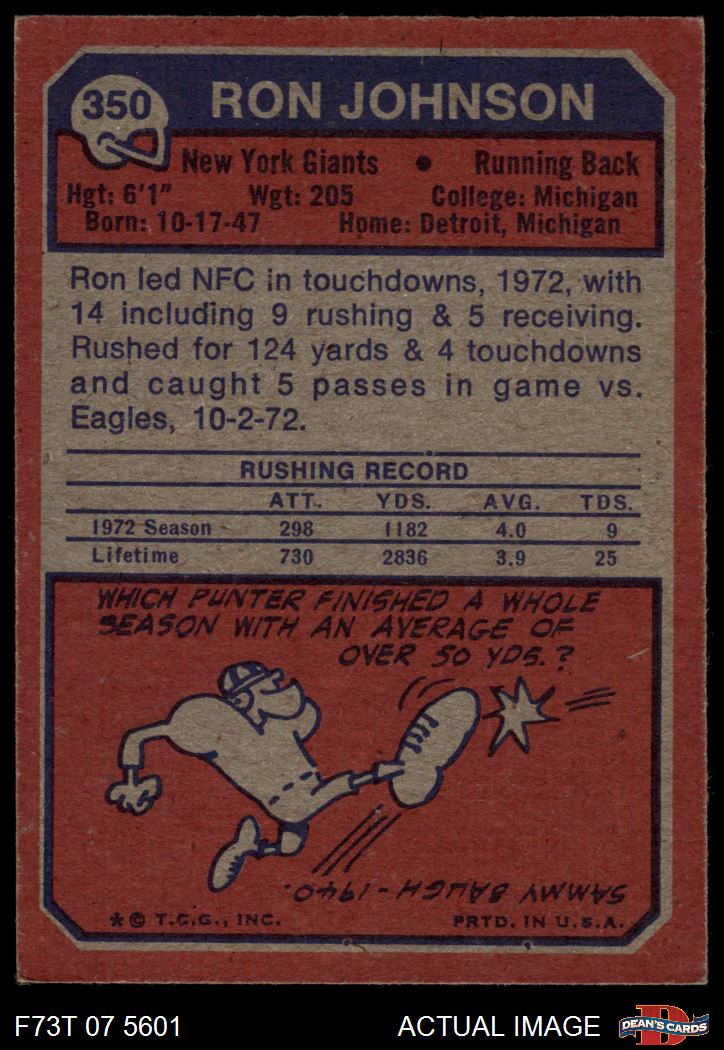 350
RON JOHNSON
New York Giants • Running Back
Hgt: 6'1" Wgt: 205 College: Michigan
Born: 10-17-47 Home: Detroit, Michigan
Ron led NFC in touchdowns, 1972, with
14 including 9 rushing & 5 receiving.
Rushed for 124 yards & 4 touchdowns
and caught 5 passes in game vs.
Eagles, 10-2-72.
RUSHING RECORD
ATT. YDS. AVG. TDS.
1972 Season 298 1182 4.0 9
Lifetime 730 2836 3.9 25
WHICH PUNTER FINISHED A WHOLE
SEASON WITH AN AVERAGE OF
OVER 50 YDS.?
SAMMY BAUGH - 1940.
* © T.C.G., INC. PRTD. IN U.S.A.
F73T 07 5601 ACTUAL IMAGE
D
DEAN'S CARDS